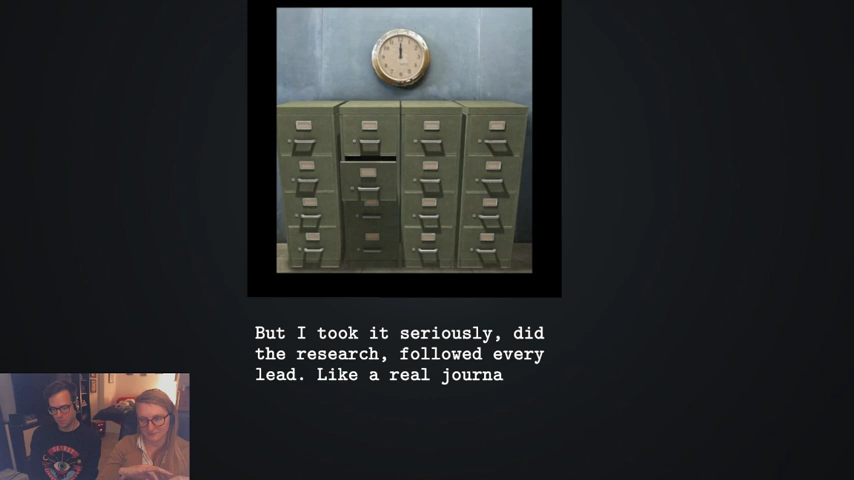 But I took it seriously, did
the research, followed every
lead. Like a real journa